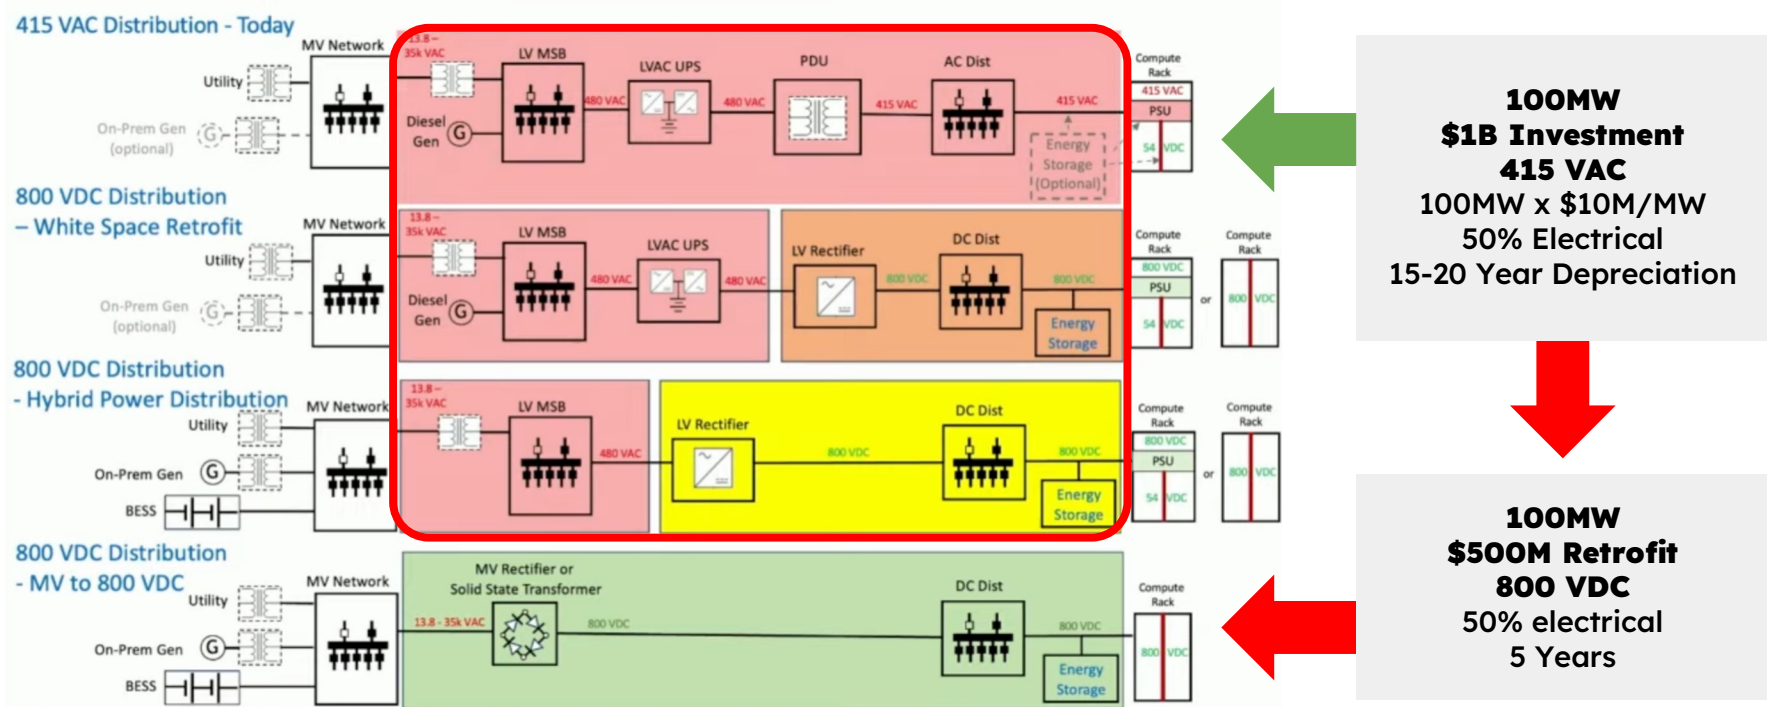 415 VAC Distribution - Today
MV Network
Utility
On-Prem Gen
(optional)
G
13.8 –
35k VAC
LV MSB
Diesel
Gen
G
480 VAC
LVAC UPS
480 VAC
PDU
415 VAC
AC Dist
415 VAC
Energy
Storage
(Optional)
Compute
Rack
415 VAC
PSU
54 VDC
800 VDC Distribution
– White Space Retrofit
MV Network
Utility
On-Prem Gen
(optional)
G
13.8 –
35k VAC
LV MSB
Diesel
Gen
G
480 VAC
LVAC UPS
480 VAC
LV Rectifier
800 VDC
DC Dist
800 VDC
Energy
Storage
Compute
Rack
800 VDC
PSU
54 VDC
or
Compute
Rack
800 VDC
800 VDC Distribution
- Hybrid Power Distribution
MV Network
Utility
On-Prem Gen
G
BESS
13.8 –
35k VAC
LV MSB
480 VAC
LV Rectifier
800 VDC
DC Dist
800 VDC
Energy
Storage
Compute
Rack
800 VDC
PSU
54 VDC
or
Compute
Rack
800 VDC
800 VDC Distribution
- MV to 800 VDC
MV Network
Utility
On-Prem Gen
G
BESS
13.8 - 35k VAC
MV Rectifier or
Solid State Transformer
800 VDC
DC Dist
800 VDC
Energy
Storage
Compute
Rack
800 VDC
100MW
$1B Investment
415 VAC
100MW x $10M/MW
50% Electrical
15-20 Year Depreciation
100MW
$500M Retrofit
800 VDC
50% electrical
5 Years